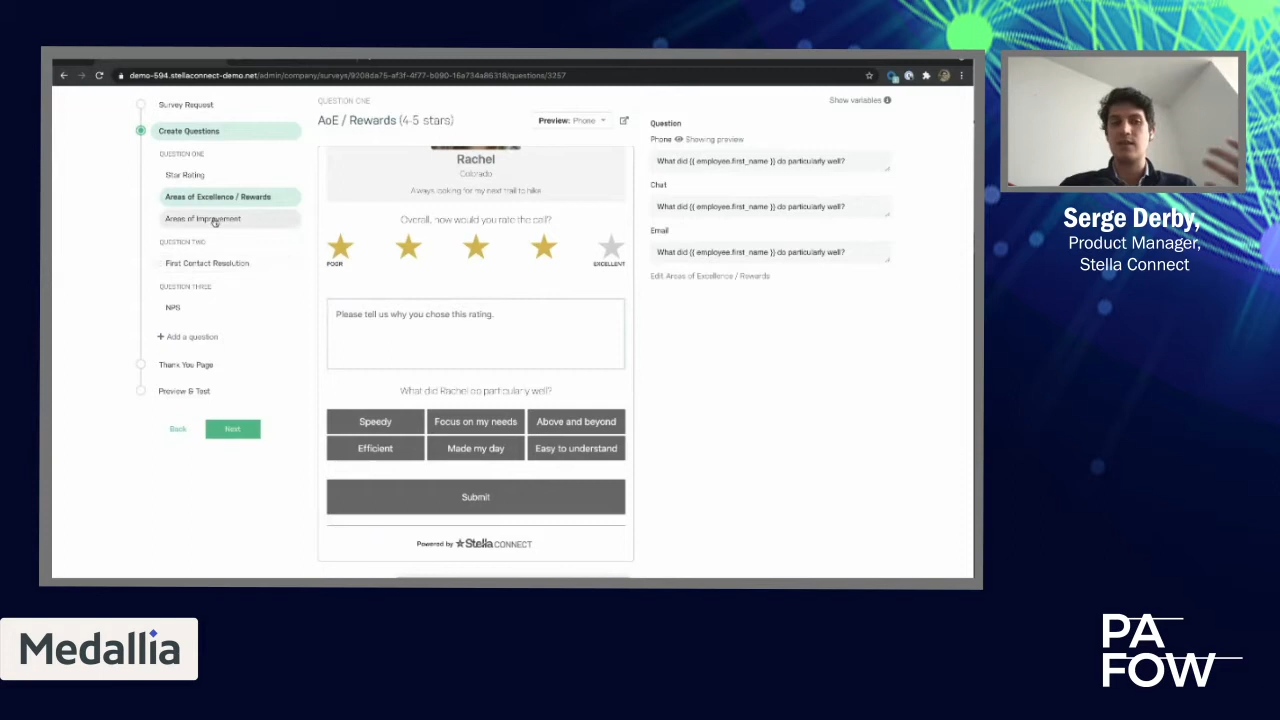 demo-594.stellaconnect-demo.net/admin/company/surveys/9208da75-af3f-4f77-b090-16a734a86318/questions/3257
Survey Request
Create Questions
QUESTION ONE
Star Rating
Areas of Excellence / Rewards
Areas of Improvement
QUESTION TWO
First Contact Resolution
QUESTION THREE
NPS
+ Add a question
Thank You Page
Preview & Test
Back
Next
QUESTION ONE
AoE / Rewards (4-5 stars)
Preview: Phone
Rachel
Colorado
Always looking for my next trail to hike
Overall, how would you rate the call?
POOR
EXCELLENT
Please tell us why you chose this rating.
What did Rachel do particularly well?
Speedy
Focus on my needs
Above and beyond
Efficient
Made my day
Easy to understand
Submit
Powered by Stella CONNECT
Show variables
Question
Phone Showing preview
What did {{ employee.first_name }} do particularly well?
Chat
What did {{ employee.first_name }} do particularly well?
Email
What did {{ employee.first_name }} do particularly well?
Edit Areas of Excellence / Rewards
Serge Derby,
Product Manager,
Stella Connect
Medallia
PA
FOW